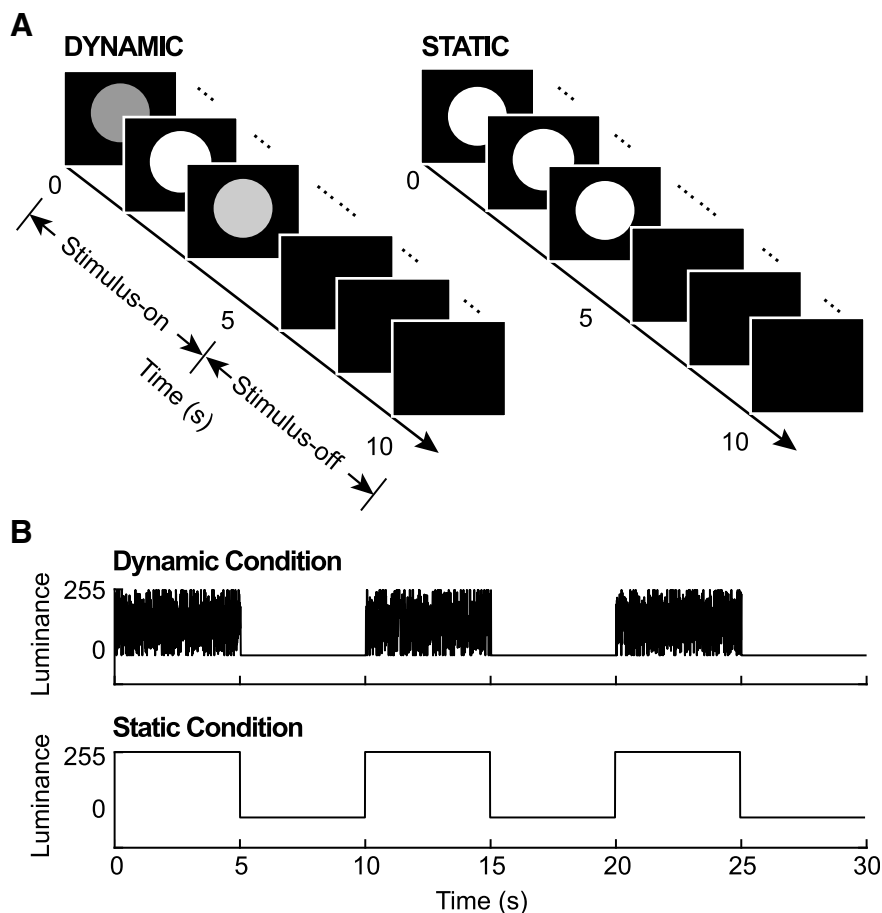 A
DYNAMIC
STATIC
0
0
Stimulus-on
5
5
Time (s)
Stimulus-off
10
10
B
Dynamic Condition
Luminance
255
0
Static Condition
Luminance
255
0
0 5 10 15 20 25 30
Time (s)